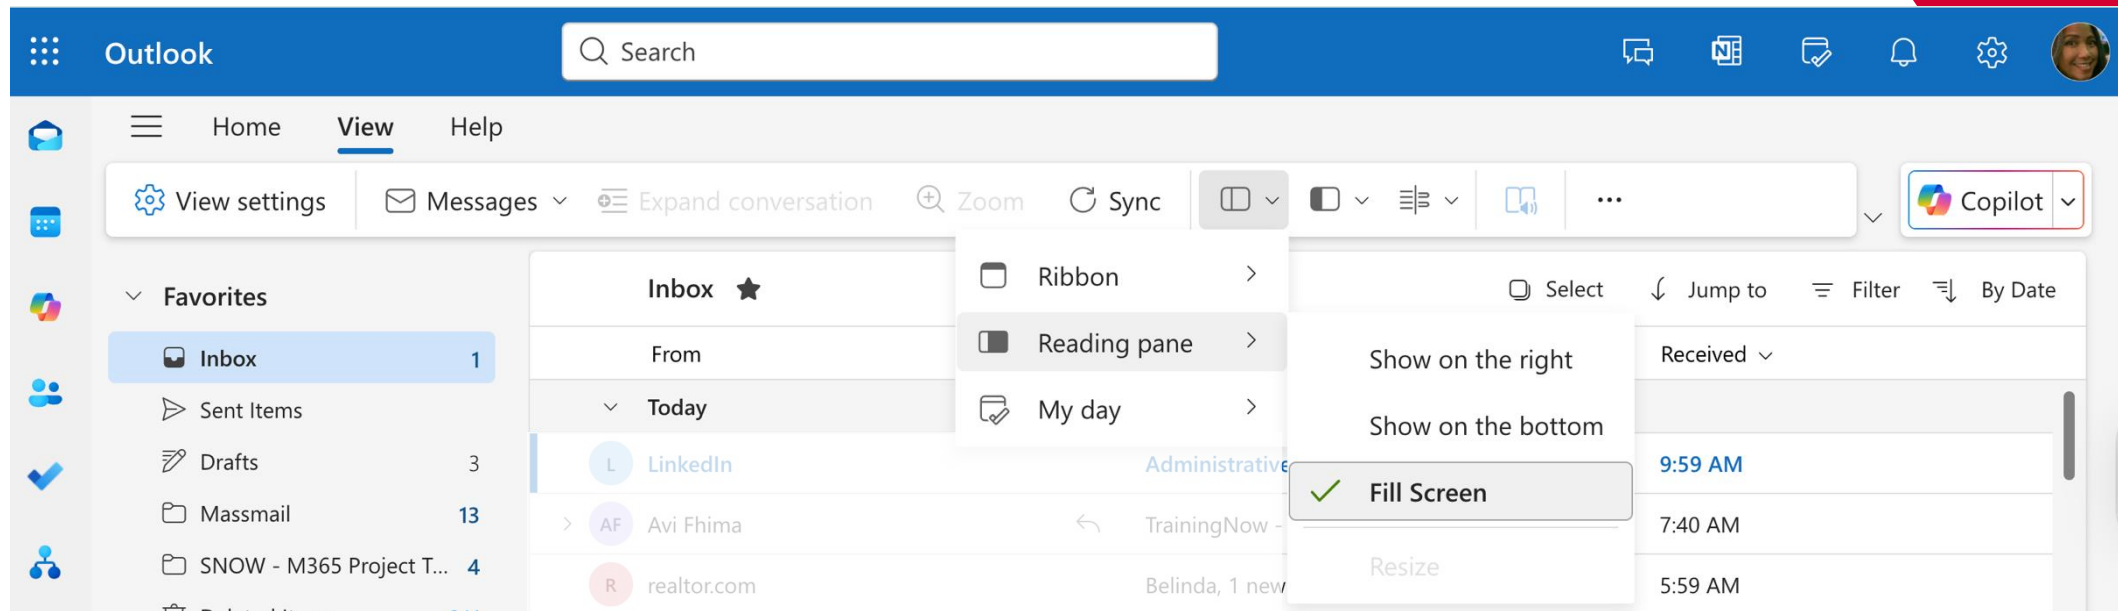 Outlook
Search
Home View Help
View settings Messages Expand conversation Zoom Sync ... Copilot
Favorites
Inbox 1
Sent Items
Drafts 3
Massmail 13
SNOW - M365 Project T... 4
Inbox
Select Jump to Filter By Date
From Received
Today
L LinkedIn Administrative 9:59 AM
AF Avi Fhima TrainingNow - 7:40 AM
R realtor.com Belinda, 1 new 5:59 AM
Ribbon
Reading pane
My day
Show on the right
Show on the bottom
Fill Screen
Resize